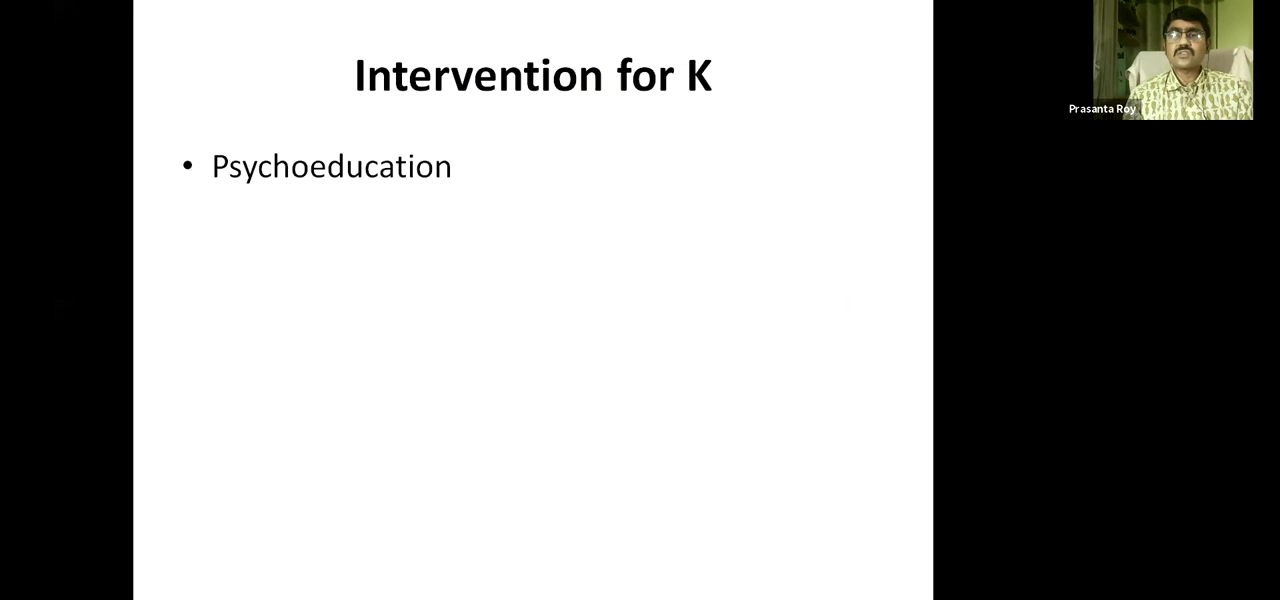 Intervention for K
• Psychoeducation
Prasanta Roy